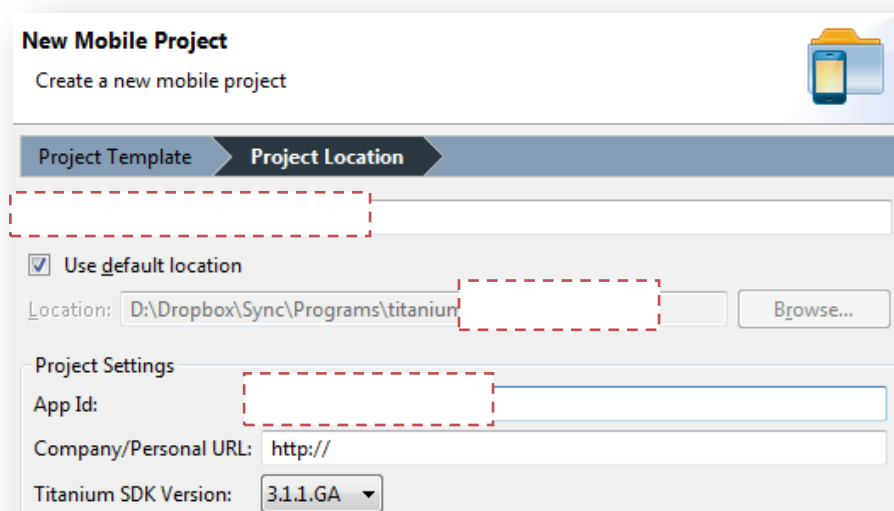 New Mobile Project
Create a new mobile project
Project Template Project Location
Use default location
Location: D:\Dropbox\Sync\Programs\titanium Browse...
Project Settings
App Id:
Company/Personal URL: http://
Titanium SDK Version: 3.1.1.GA